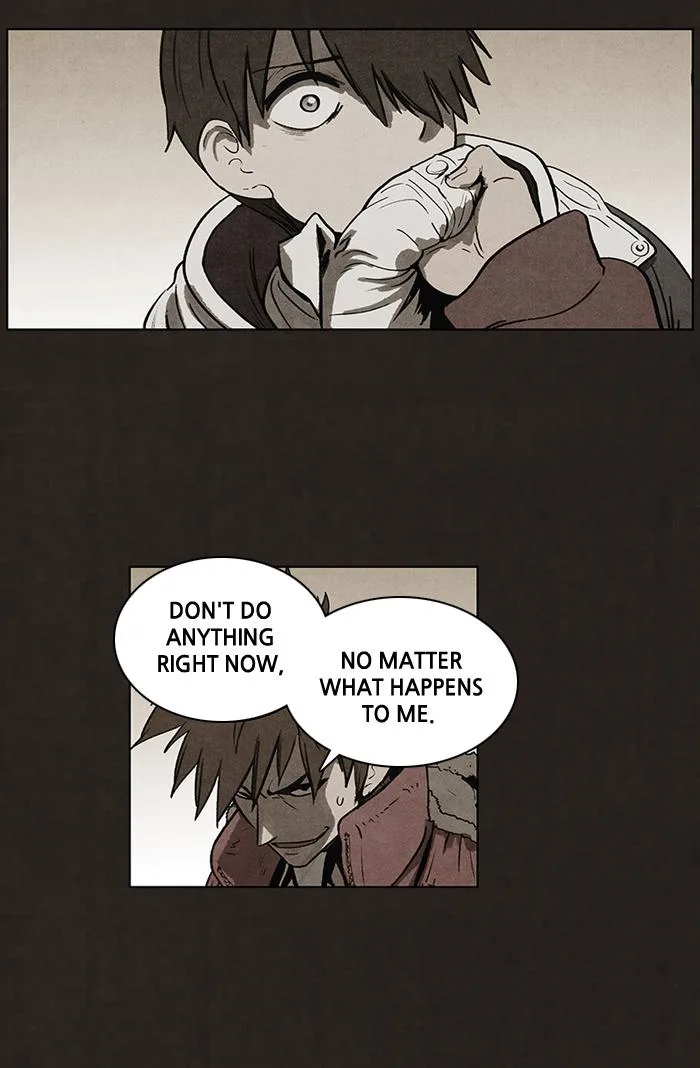 DON'T DO
ANYTHING
RIGHT NOW,
NO MATTER
WHAT HAPPENS
TO ME.